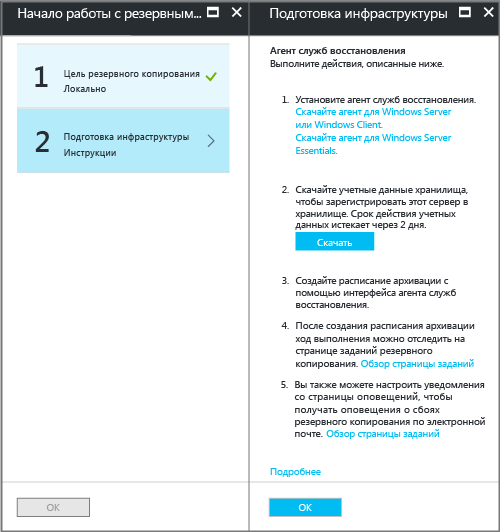 Начало работы с резервным...
1
Цель резервного копирования
Локально
2
Подготовка инфраструктуры
Инструкции
ОК
Подготовка инфраструктуры
Агент служб восстановления
Выполните действия, описанные ниже.
1. Установите агент служб восстановления.
Скачайте агент для Windows Server
или Windows Client.
Скачайте агент для Windows Server
Essentials.
2. Скачайте учетные данные хранилища,
чтобы зарегистрировать этот сервер в
хранилище. Срок действия учетных
данных истекает через 2 дня.
Скачать
3. Создайте расписание архивации с
помощью интерфейса агента служб
восстановления.
4. После создания расписания архивации
ход выполнения можно отследить на
странице заданий резервного
копирования. Обзор страницы заданий
5. Вы также можете настроить уведомления
со страницы оповещений, чтобы
получать оповещения о сбоях
резервного копирования по электронной
почте. Обзор страницы заданий
Подробнее
ОК